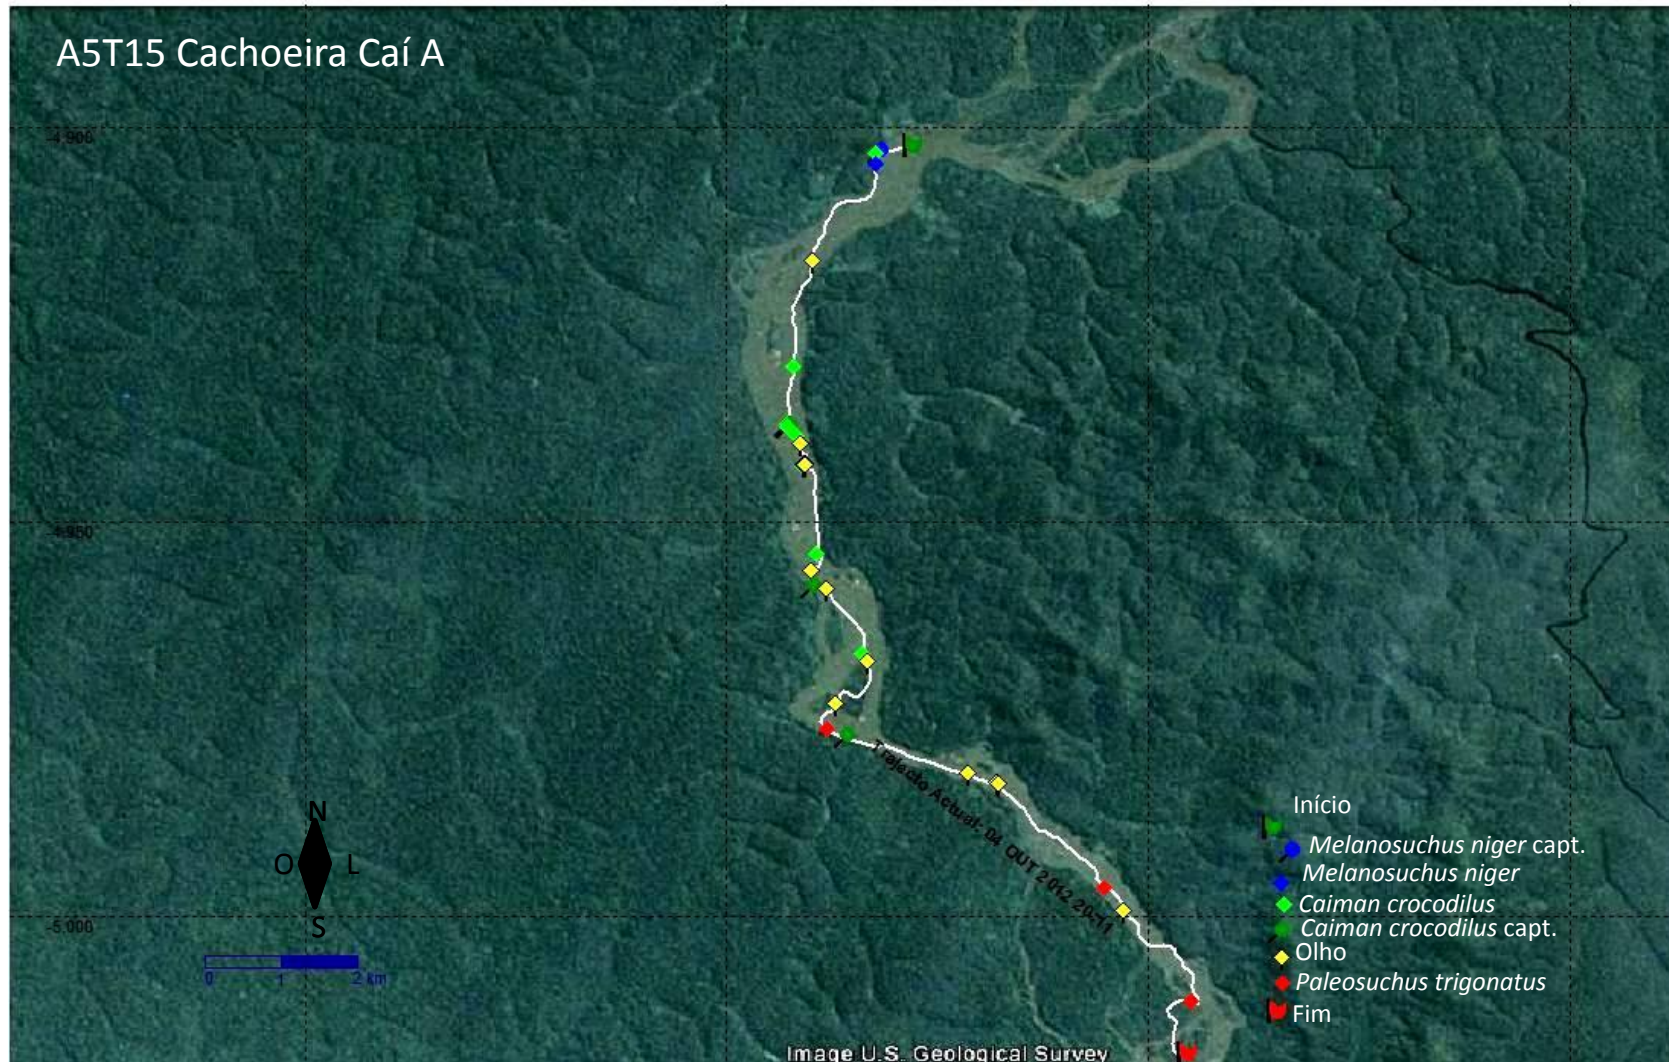 A5T15 Cachoeira Caí A
-4.900°
-4.950°
Trajecto Actual: 04 OUT 2012 20:11
N
O
L
S
-5.000°
0 1 2 km
Início
Melanosuchus niger capt.
Melanosuchus niger
Caiman crocodilus
Caiman crocodilus capt.
Olho
Paleosuchus trigonatus
Fim
Image U.S. Geological Survey